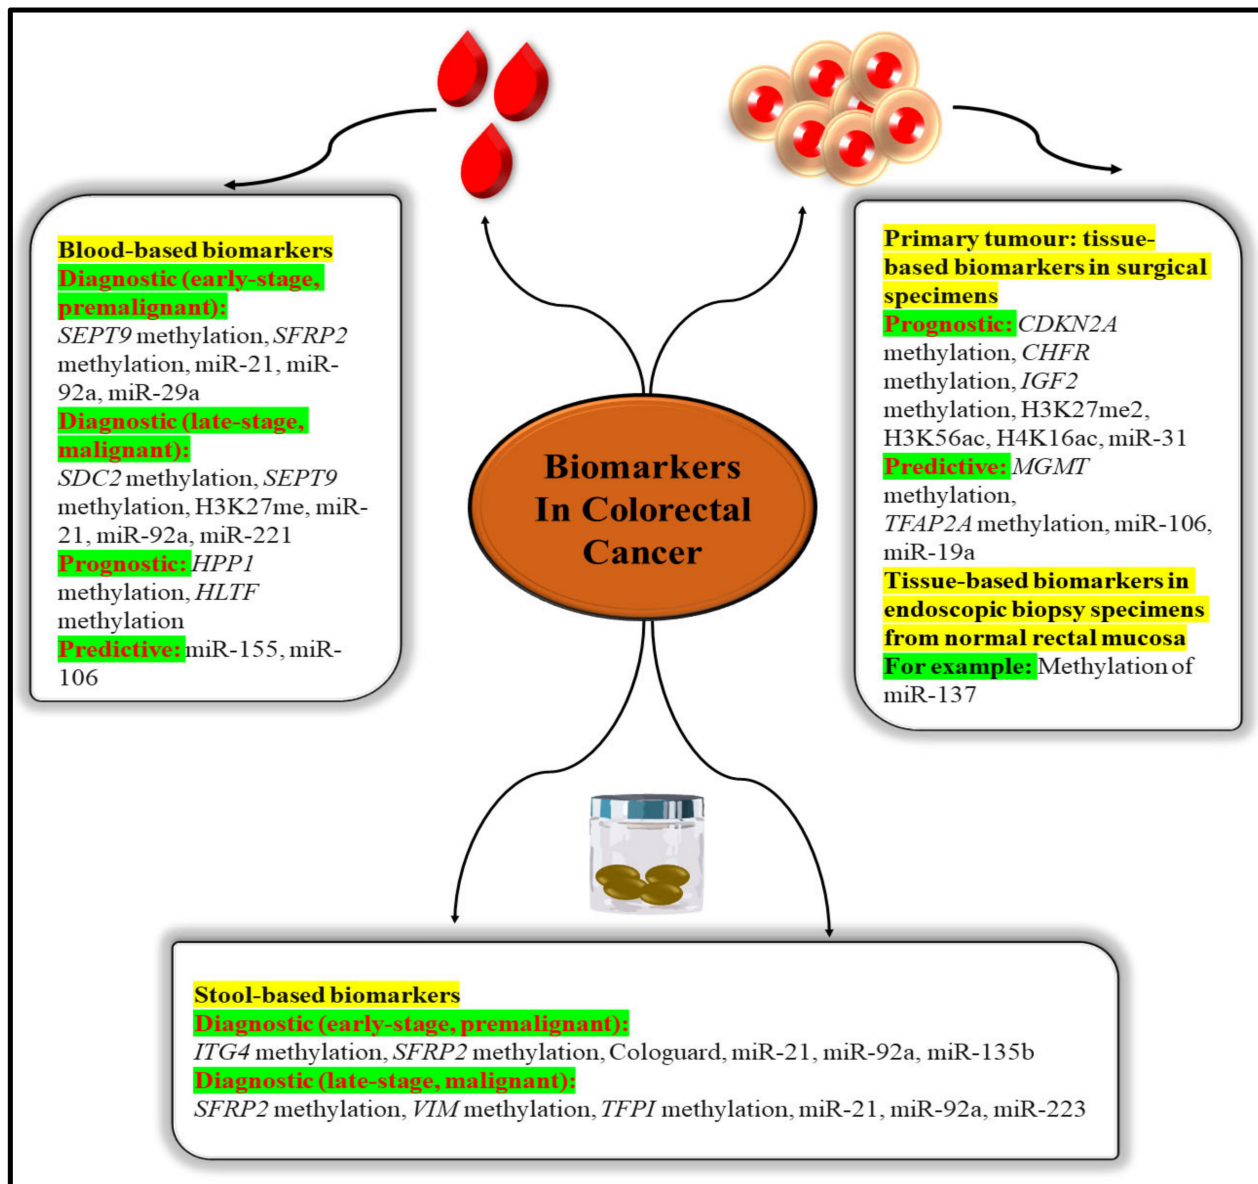 Blood-based biomarkers
Diagnostic (early-stage,
premalignant):
SEPT9 methylation, SFRP2
methylation, miR-21, miR-
92a, miR-29a
Diagnostic (late-stage,
malignant):
SDC2 methylation, SEPT9
methylation, H3K27me, miR-
21, miR-92a, miR-221
Prognostic: HPP1
methylation, HLTF
methylation
Predictive: miR-155, miR-
106
Primary tumour: tissue-
based biomarkers in surgical
specimens
Prognostic: CDKN2A
methylation, CHFR
methylation, IGF2
methylation, H3K27me2,
H3K56ac, H4K16ac, miR-31
Predictive: MGMT
methylation,
TFAP2A methylation, miR-106,
miR-19a
Tissue-based biomarkers in
endoscopic biopsy specimens
from normal rectal mucosa
For example: Methylation of
miR-137
Biomarkers
In Colorectal
Cancer
Stool-based biomarkers
Diagnostic (early-stage, premalignant):
ITG4 methylation, SFRP2 methylation, Cologuard, miR-21, miR-92a, miR-135b
Diagnostic (late-stage, malignant):
SFRP2 methylation, VIM methylation, TFPI methylation, miR-21, miR-92a, miR-223